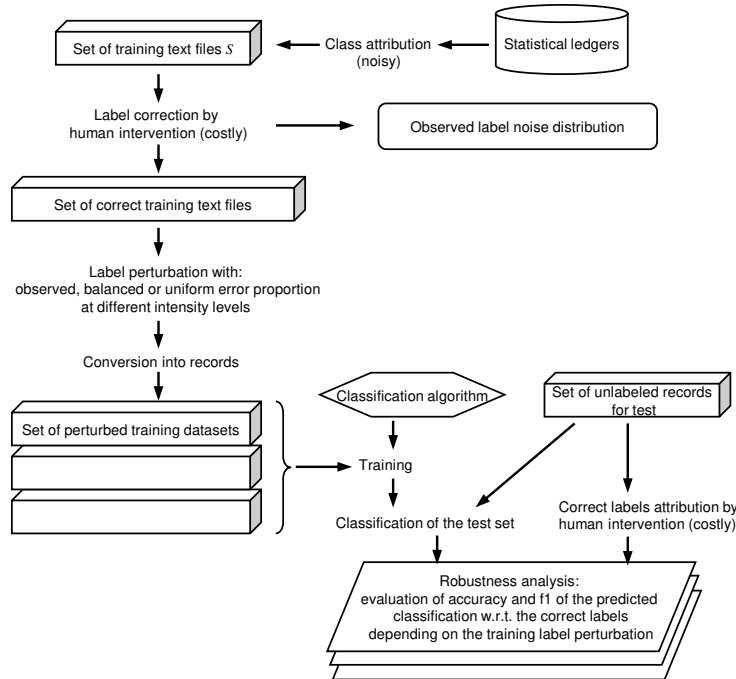 Set of training text files S
Class attribution
(noisy)
Statistical ledgers
Label correction by
human intervention (costly)
Observed label noise distribution
Set of correct training text files
Label perturbation with:
observed, balanced or uniform error proportion
at different intensity levels
Conversion into records
Set of perturbed training datasets
Classification algorithm
Set of unlabeled records
for test
Training
Classification of the test set
Correct labels attribution by
human intervention (costly)
Robustness analysis:
evaluation of accuracy and f1 of the predicted
classification w.r.t. the correct labels
depending on the training label perturbation